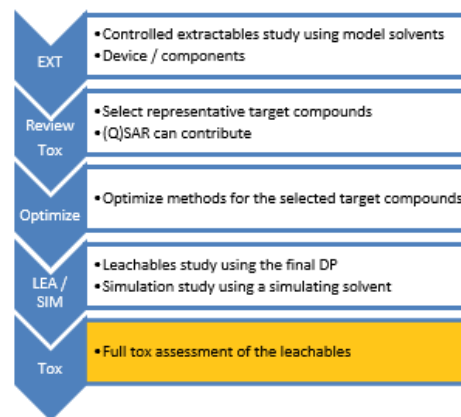 EXT
•Controlled extractables study using model solvents
•Device / components
Review
Tox
•Select representative target compounds
•(Q)SAR can contribute
Optimize
•Optimize methods for the selected target compounds
LEA /
SIM
•Leachables study using the final DP
•Simulation study using a simulating solvent
Tox
•Full tox assessment of the leachables